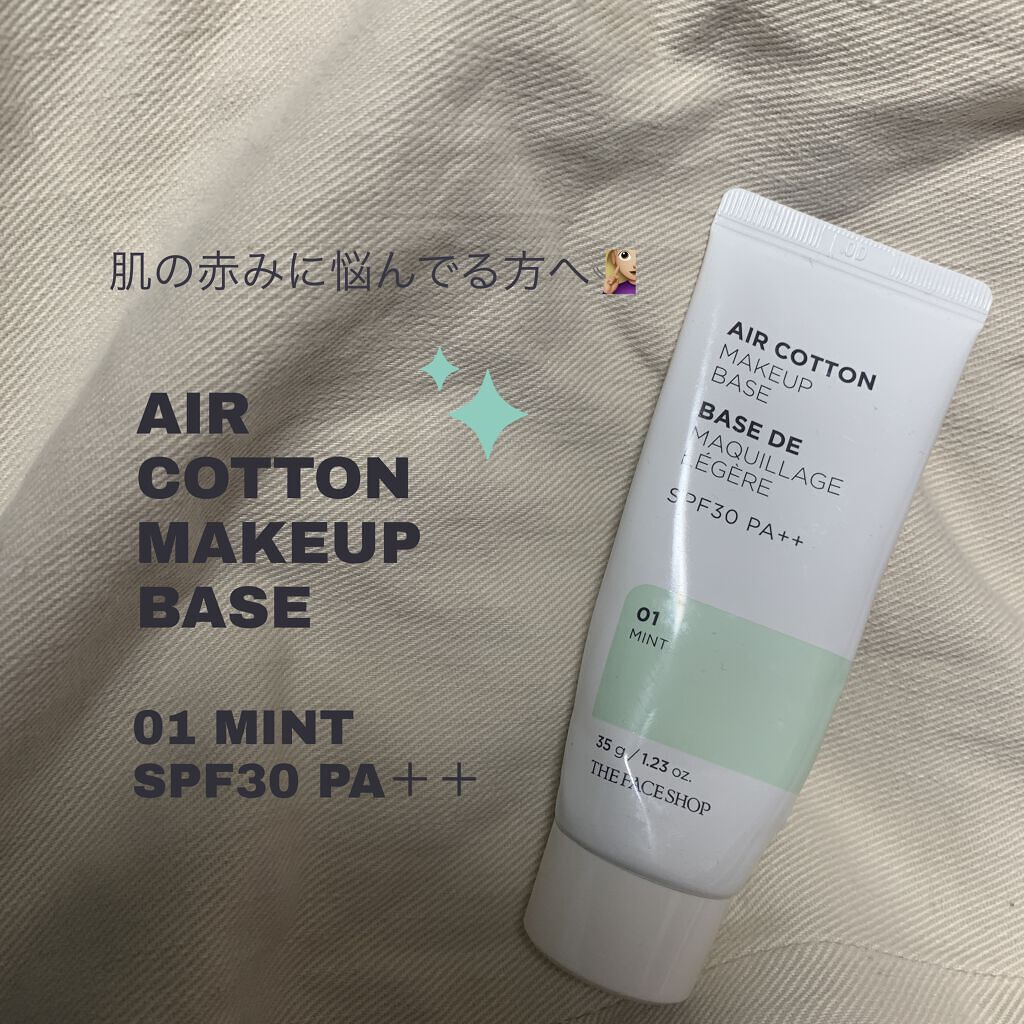 肌の赤みに悩んでる方へ
AIR
COTTON
MAKEUP
BASE
01 MINT
SPF30 PA＋＋
AIR COTTON
MAKEUP
BASE
BASE DE
MAQUILLAGE
LÉGÈRE
SPF30 PA++
01
MINT
35 g / 1.23 oz.
THE FACE SHOP